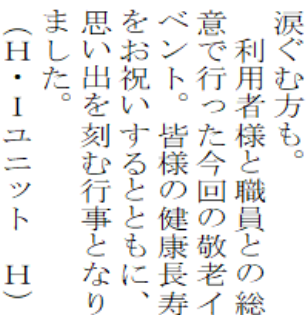 涙ぐむ方も。
　利用者様と職員との総
意で行った今回の敬老イ
ベント。皆様の健康長寿
をお祝いするとともに、
思い出を刻む行事となり
ました。
（Ｈ・Ｉユニット　Ｈ）